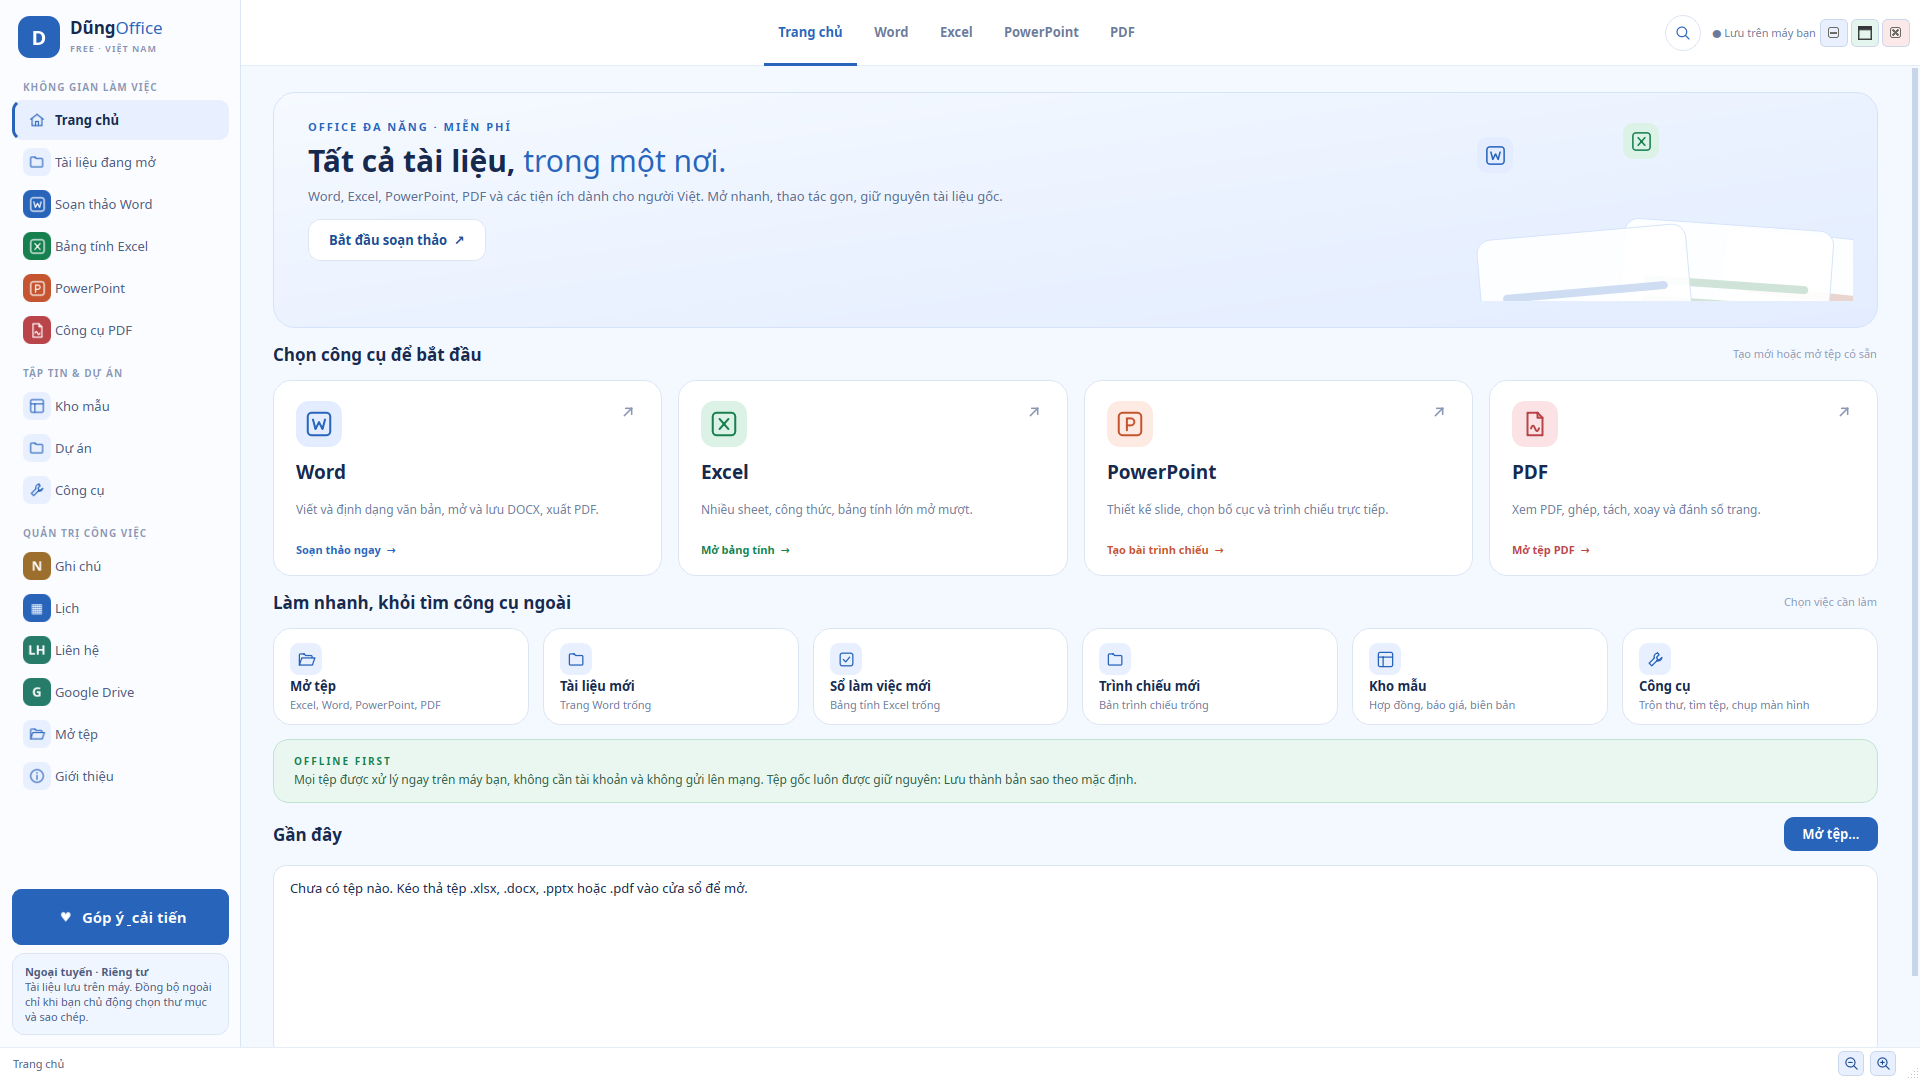 D
DũngOffice
FREE · VIỆT NAM
KHÔNG GIAN LÀM VIỆC
Trang chủ
Tài liệu đang mở
Soạn thảo Word
Bảng tính Excel
PowerPoint
Công cụ PDF
TẬP TIN & DỰ ÁN
Kho mẫu
Dự án
Công cụ
QUẢN TRỊ CÔNG VIỆC
N Ghi chú
Lịch
LH Liên hệ
G Google Drive
Mở tệp
Giới thiệu
♥ Góp ý _cải tiến
Ngoại tuyến · Riêng tư
Tài liệu lưu trên máy. Đồng bộ ngoài
chỉ khi bạn chủ động chọn thư mục
và sao chép.
Trang chủ Word Excel PowerPoint PDF
● Lưu trên máy bạn
OFFICE ĐA NĂNG · MIỄN PHÍ
Tất cả tài liệu, trong một nơi.
Word, Excel, PowerPoint, PDF và các tiện ích dành cho người Việt. Mở nhanh, thao tác gọn, giữ nguyên tài liệu gốc.
Bắt đầu soạn thảo ↗
W X
Chọn công cụ để bắt đầu
Tạo mới hoặc mở tệp có sẵn
Word
Viết và định dạng văn bản, mở và lưu DOCX, xuất PDF.
Soạn thảo ngay →
Excel
Nhiều sheet, công thức, bảng tính lớn mở mượt.
Mở bảng tính →
PowerPoint
Thiết kế slide, chọn bố cục và trình chiếu trực tiếp.
Tạo bài trình chiếu →
PDF
Xem PDF, ghép, tách, xoay và đánh số trang.
Mở tệp PDF →
Làm nhanh, khỏi tìm công cụ ngoài
Chọn việc cần làm
Mở tệp
Excel, Word, PowerPoint, PDF
Tài liệu mới
Trang Word trống
Sổ làm việc mới
Bảng tính Excel trống
Trình chiếu mới
Bản trình chiếu trống
Kho mẫu
Hợp đồng, báo giá, biên bản
Công cụ
Trộn thư, tìm tệp, chụp màn hình
OFFLINE FIRST
Mọi tệp được xử lý ngay trên máy bạn, không cần tài khoản và không gửi lên mạng. Tệp gốc luôn được giữ nguyên: Lưu thành bản sao theo mặc định.
Gần đây
Mở tệp...
Chưa có tệp nào. Kéo thả tệp .xlsx, .docx, .pptx hoặc .pdf vào cửa sổ để mở.
Trang chủ